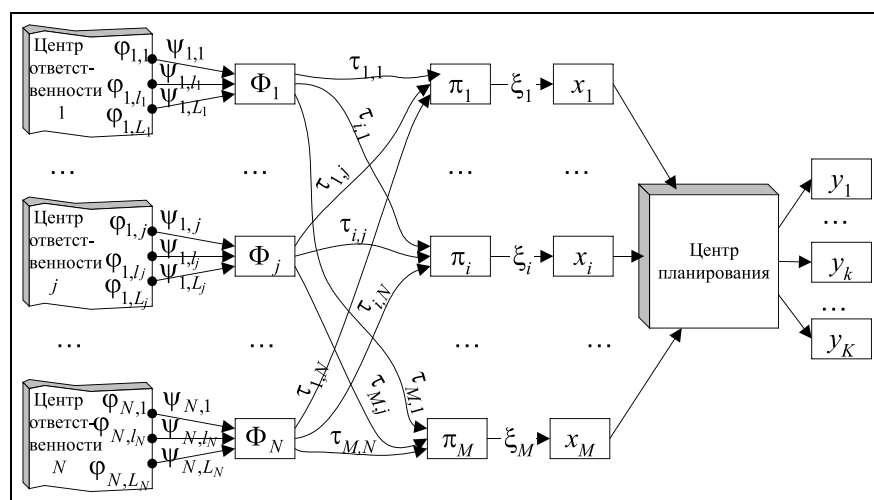 Центр
ответст-
венности
1
φ1,1
φ1,l1
φ1,L1
ψ1,1
ψ1,l1
ψ1,L1
Φ1
τ1,1
τi,1
τ1,j
π1
ξ1
x1
... ... ... ...
Центр
ответст-
венности
j
φ1,j
φ1,lj
φ1,Lj
ψ1,j
ψ1,lj
ψ1,Lj
Φj
τi,j
τi,N
πi
ξi
xi
Центр
планирования
y1
...
yk
...
yK
... ... ... ...
Центр
ответст-
венности
N
φN,1
φN,lN
φN,LN
ψN,1
ψN,lN
ψN,LN
ΦN
τ1,N
τM,j
τM,1
τM,N
πM
ξM
xM